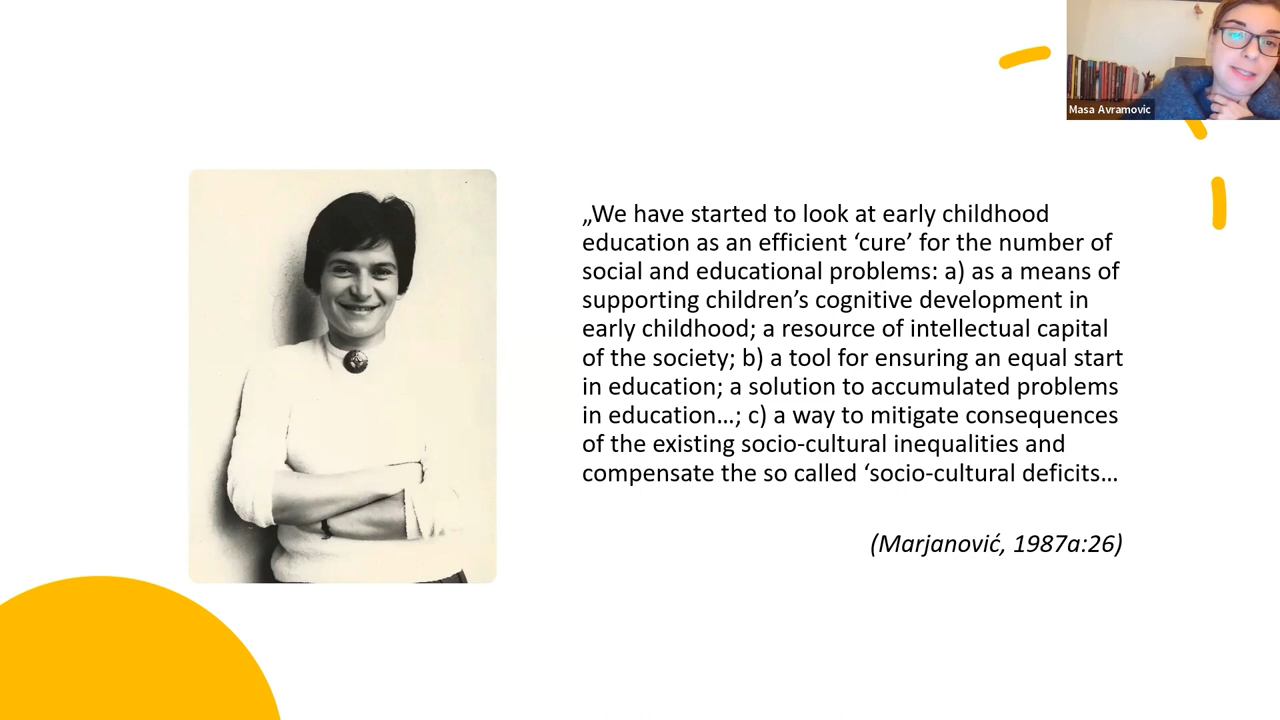 Masa Avramovic
„We have started to look at early childhood
education as an efficient ‘cure’ for the number of
social and educational problems: a) as a means of
supporting children’s cognitive development in
early childhood; a resource of intellectual capital
of the society; b) a tool for ensuring an equal start
in education; a solution to accumulated problems
in education…; c) a way to mitigate consequences
of the existing socio-cultural inequalities and
compensate the so called ‘socio-cultural deficits…
(Marjanović, 1987a:26)